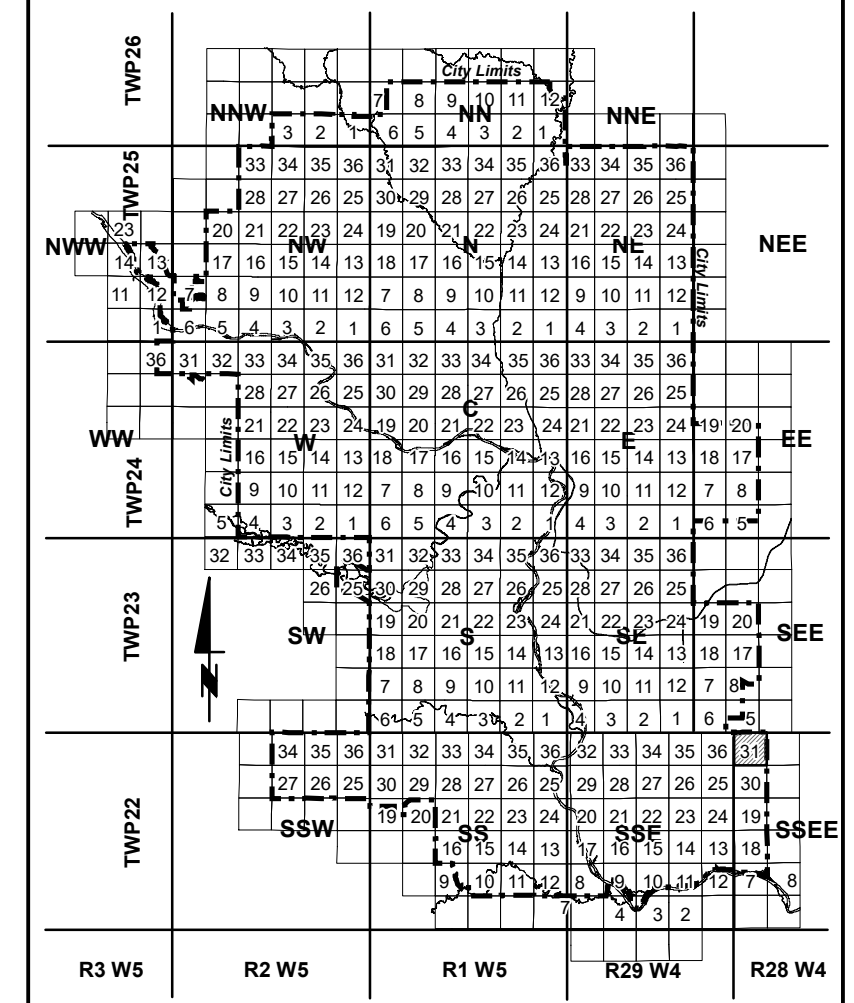 TWP26
City Limits
7 8 9 10 11 12
NNW NN NNE
3 2 1 6 5 4 3 2 1
TWP25
33 34 35 36 31 32 33 34 35 36 33 34 35 36
28 27 26 25 30 29 28 27 26 25 28 27 26 25
23 20 21 22 23 24 19 20 21 22 23 24 21 22 23 24
NWW NW N NE NEE
14 13 17 16 15 14 13 18 17 16 15 14 13 16 15 14 13
City Limits
11 12 7 8 9 10 11 12 7 8 9 10 11 12 9 10 11 12
1 6 5 4 3 2 1 6 5 4 3 2 1 4 3 2 1
36 31 32 33 34 35 36 31 32 33 34 35 36 33 34 35 36
28 27 26 25 30 29 28 27 26 25 28 27 26 25
C
21 22 23 24 19 20 21 22 23 24 21 22 23 24 19 20
WW W E EE
16 15 14 13 18 17 16 15 14 13 16 15 14 13 18 17
City Limits
TWP24
9 10 11 12 7 8 9 10 11 12 9 10 11 12 7 8
5 4 3 2 1 6 5 4 3 2 1 4 3 2 1 6 5
32 33 34 35 36 31 32 33 34 35 36 33 34 35 36
26 25 30 29 28 27 26 25 28 27 26 25
TWP23
19 20 21 22 23 24 21 22 23 24 19 20
SW S SE SEE
18 17 16 15 14 13 16 15 14 13 18 17
7 8 9 10 11 12 9 10 11 12 7 8
N
6 5 4 3 2 1 4 3 2 1 6 5
34 35 36 31 32 33 34 35 36 32 33 34 35 36 31
27 26 25 30 29 28 27 26 25 29 28 27 26 25 30
TWP22
19 20 21 22 23 24 20 21 22 23 24 19
SSW SS SSE SSEE
16 15 14 13 17 16 15 14 13 18
9 10 11 12 8 9 10 11 12 7 8
7 4 3 2
R3 W5 R2 W5 R1 W5 R29 W4 R28 W4